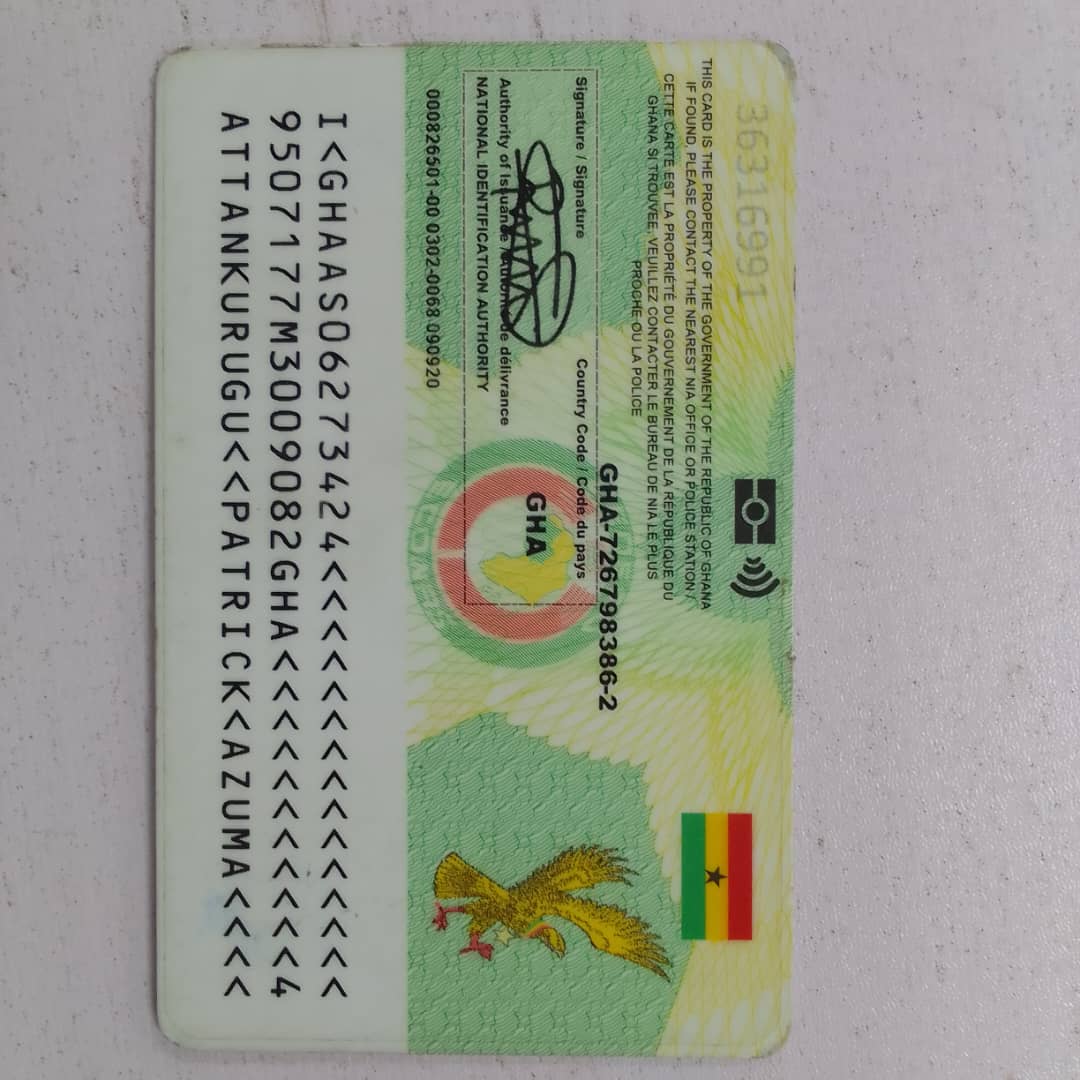 36316991
THIS CARD IS THE PROPERTY OF THE GOVERNMENT OF THE REPUBLIC OF GHANA
IF FOUND, PLEASE CONTACT THE NEAREST NIA OFFICE OR POLICE STATION /
CETTE CARTE EST LA PROPRIÉTÉ DU GOUVERNEMENT DE LA RÉPUBLIQUE DU
GHANA SI TROUVEE, VEUILLEZ CONTACTER LE BUREAU DE NIA LE PLUS
PROCHE OU LA POLICE
GHA-726798386-2
Signature / Signature
Country Code / Code du pays
GHA
Authority of Issuance / Autorité de délivrance
NATIONAL IDENTIFICATION AUTHORITY
000826501-00 0302-0068 090920
I<GHAAS06273424<<<<<<<<<<<<<<<
9507177M3009082GHA<<<<<<<<<<<4
ATTANKURUGU<<PATRICK<AZUMA<<<<